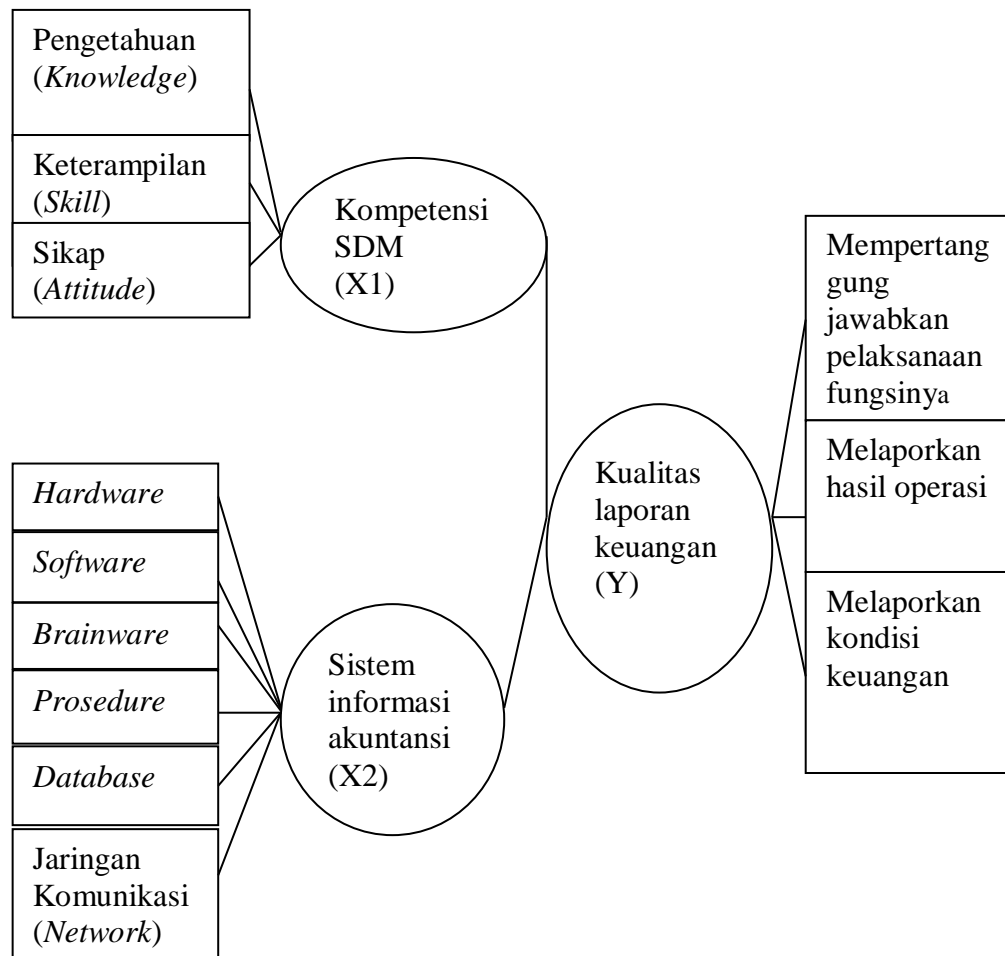 Pengetahuan
(Knowledge)
Keterampilan
(Skill)
Sikap
(Attitude)
Kompetensi
SDM
(X1)
Hardware
Software
Brainware
Prosedure
Database
Jaringan
Komunikasi
(Network)
Sistem
informasi
akuntansi
(X2)
Kualitas
laporan
keuangan
(Y)
Mempertang
gung
jawabkan
pelaksanaan
fungsinya
Melaporkan
hasil operasi
Melaporkan
kondisi
keuangan